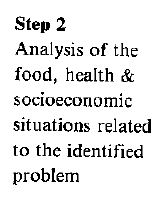 Step 2
Analysis of the
food, health &
socioeconomic
situations related
to the identified
problem